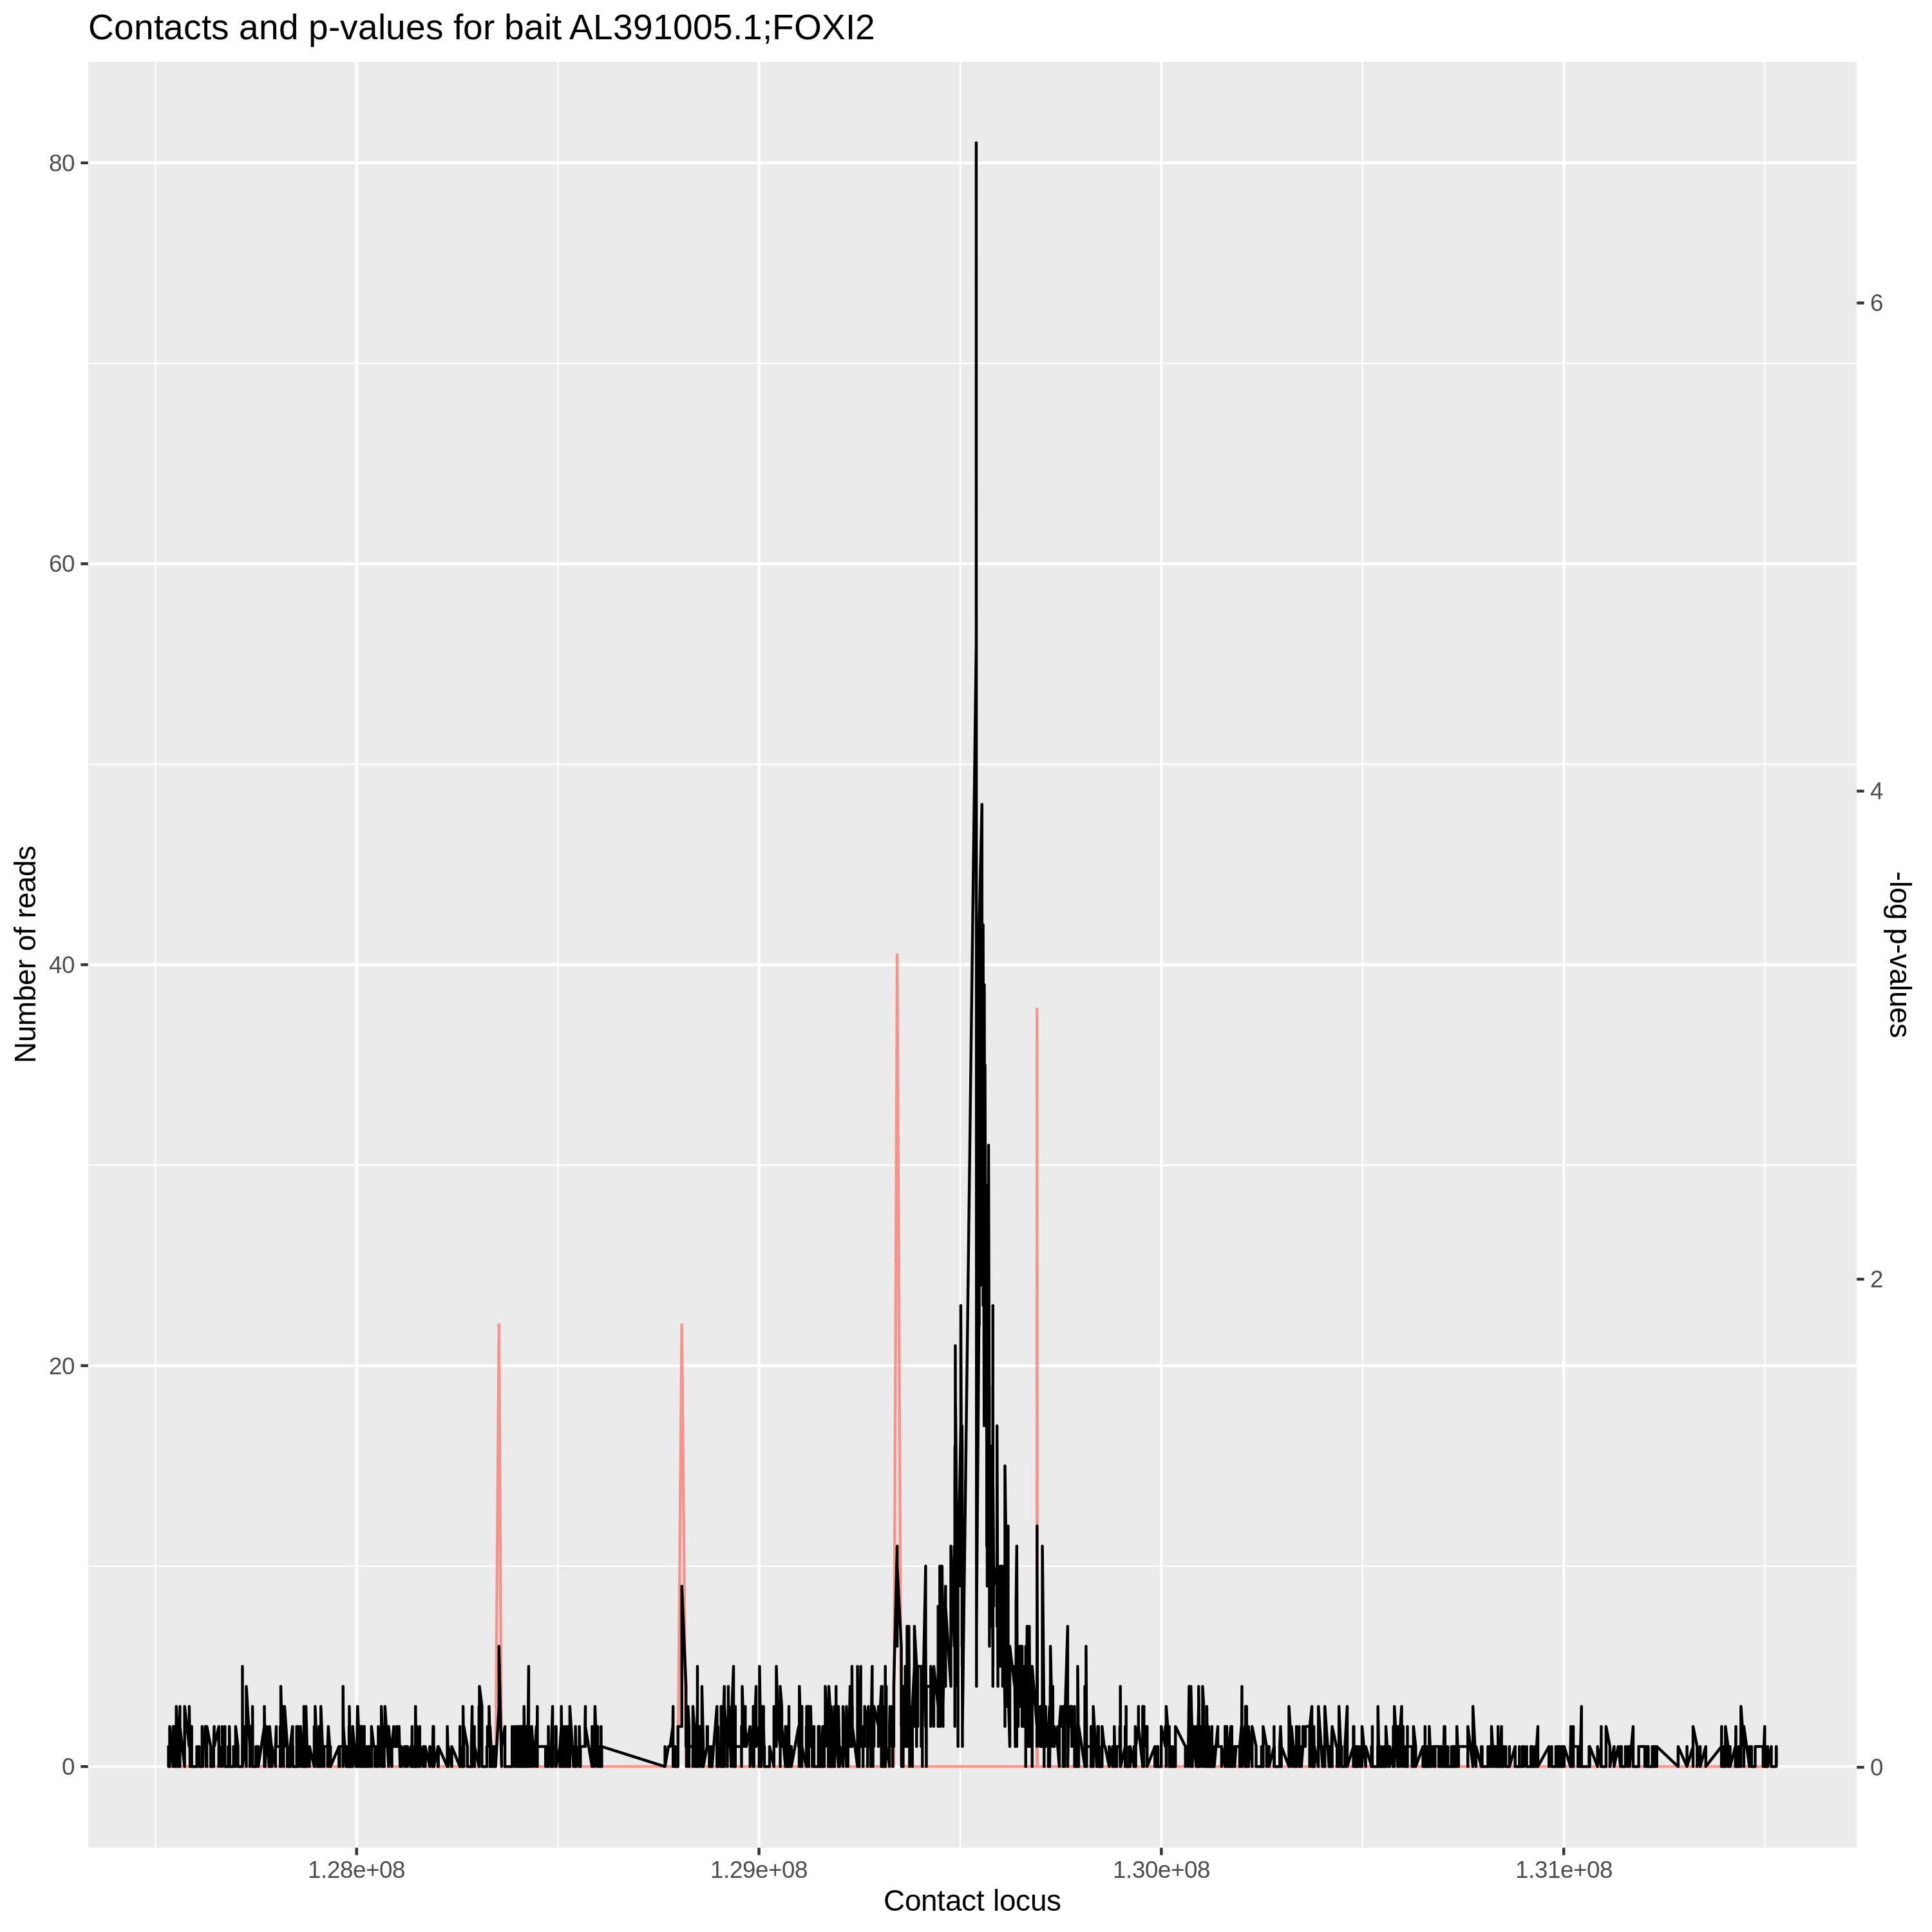 Contacts and p-values for bait AL391005.1;FOXI2
80
60
40
20
0
Number of reads
6
4
2
0
-log p-values
1.28e+08
1.29e+08
1.30e+08
1.31e+08
Contact locus